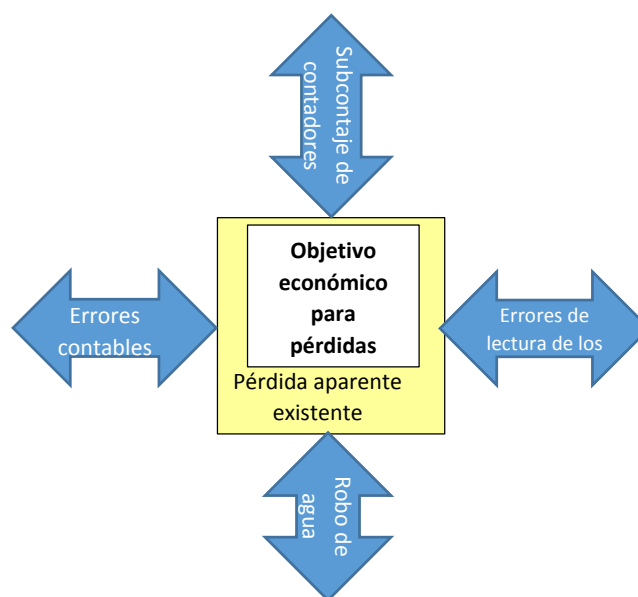 Subcontaje de
contadores
Objetivo
económico
para
pérdidas
Pérdida aparente
existente
Errores
contables
Errores de
lectura de los
Robo de
agua